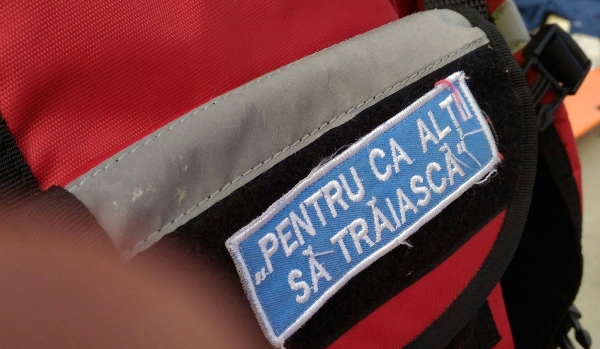 „PENTRU CA ALȚII
SĂ TRĂIASCĂ“